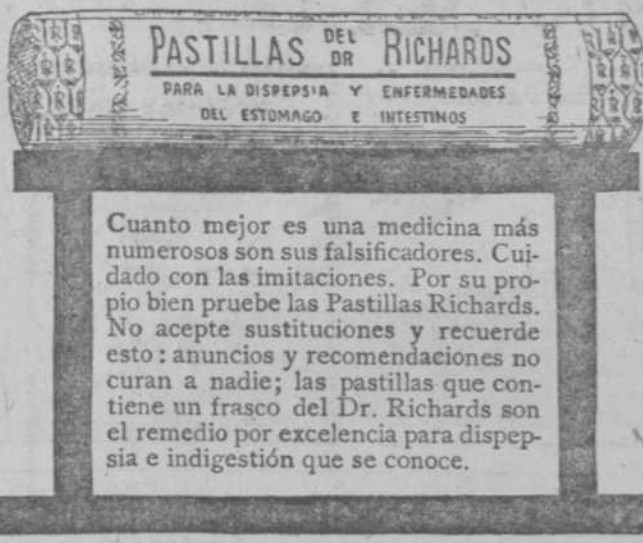 PASTILLAS DEL DR RICHARDS
PARA LA DISPEPSIA Y ENFERMEDADES
DEL ESTOMAGO E INTESTINOS
Cuanto mejor es una medicina más
numerosos son sus falsificadores. Cui-
dado con las imitaciones. Por su pro-
pio bien pruebe las Pastillas Richards.
No acepte sustituciones y recuerde
esto: anuncios y recomendaciones no
curan a nadie; las pastillas que con-
tiene un frasco del Dr. Richards son
el remedio por excelencia para dispep-
sia e indigestión que se conoce.